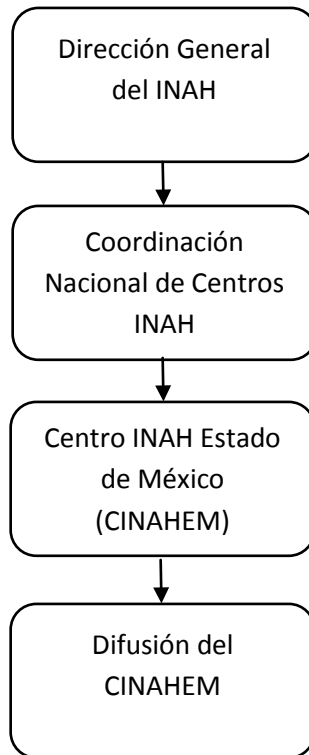 Dirección General
del INAH
Coordinación
Nacional de Centros
INAH
Centro INAH Estado
de México
(CINAHEM)
Difusión del
CINAHEM